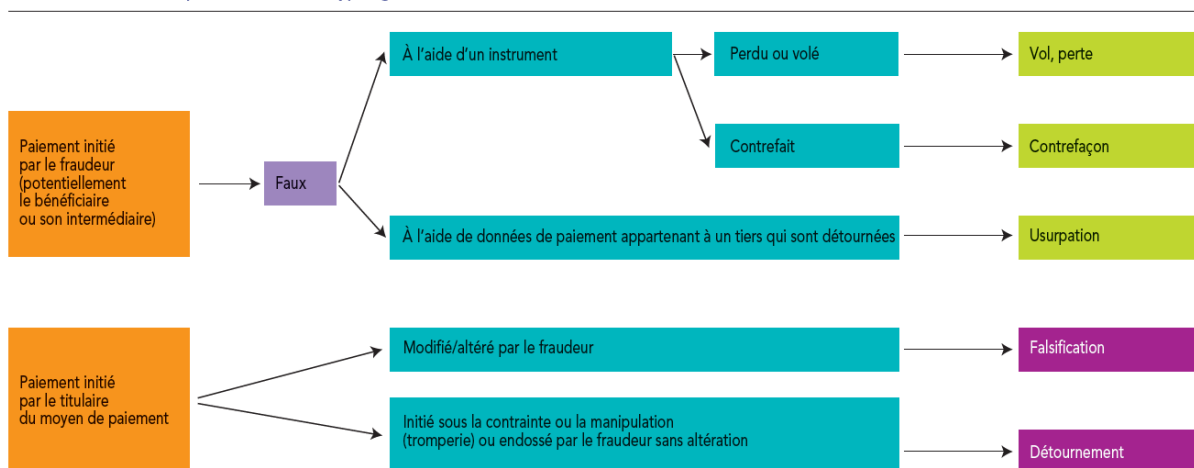 À l'aide d'un instrument
Perdu ou volé
Vol, perte
Paiement initié
par le fraudeur
(potentiellement
le bénéficiaire
ou son intermédiaire)
Faux
Contrefait
Contrefaçon
À l'aide de données de paiement appartenant à un tiers qui sont détournées
Usurpation
Paiement initié
par le titulaire
du moyen de paiement
Modifié/altéré par le fraudeur
Falsification
Initié sous la contrainte ou la manipulation
(tromperie) ou endossé par le fraudeur sans altération
Détournement